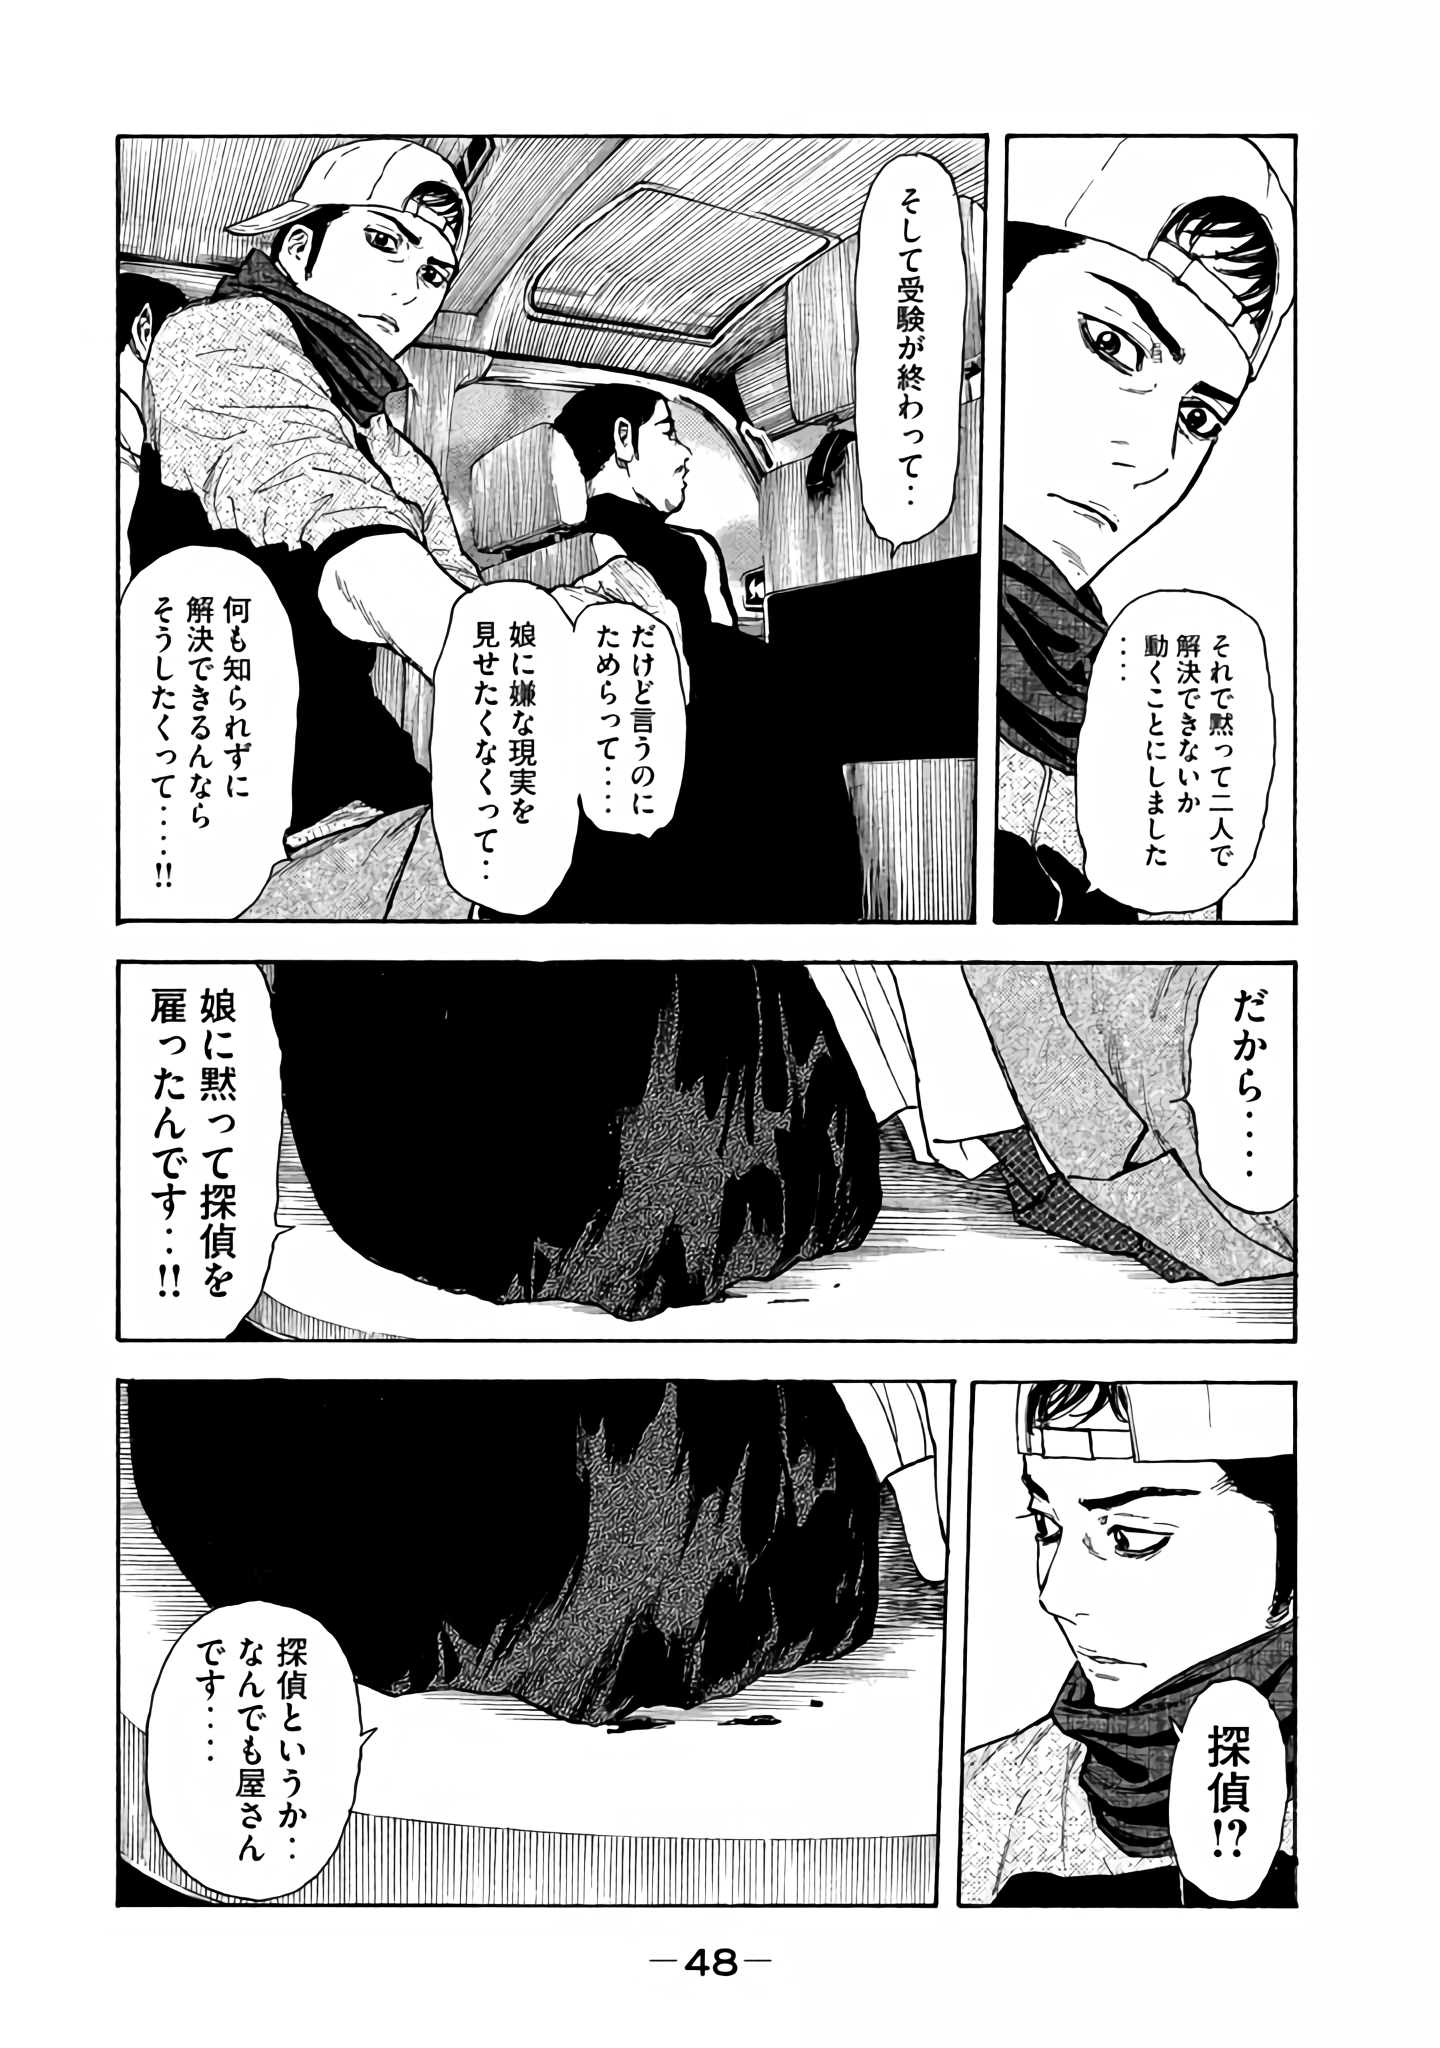 それで黙って二人で
解決できないか
動くことにしました
‥‥
そして受験が終わって‥
だけど言うのに
ためらって‥‥
娘に嫌な現実を
見せたくなくって‥
何も知られずに
解決できるんなら
そうしたくって‥‥!!
だから‥‥
娘に黙って探偵を
雇ったんです‥!!
探偵!?
探偵というか‥
なんでも屋さん
です‥‥
—48—